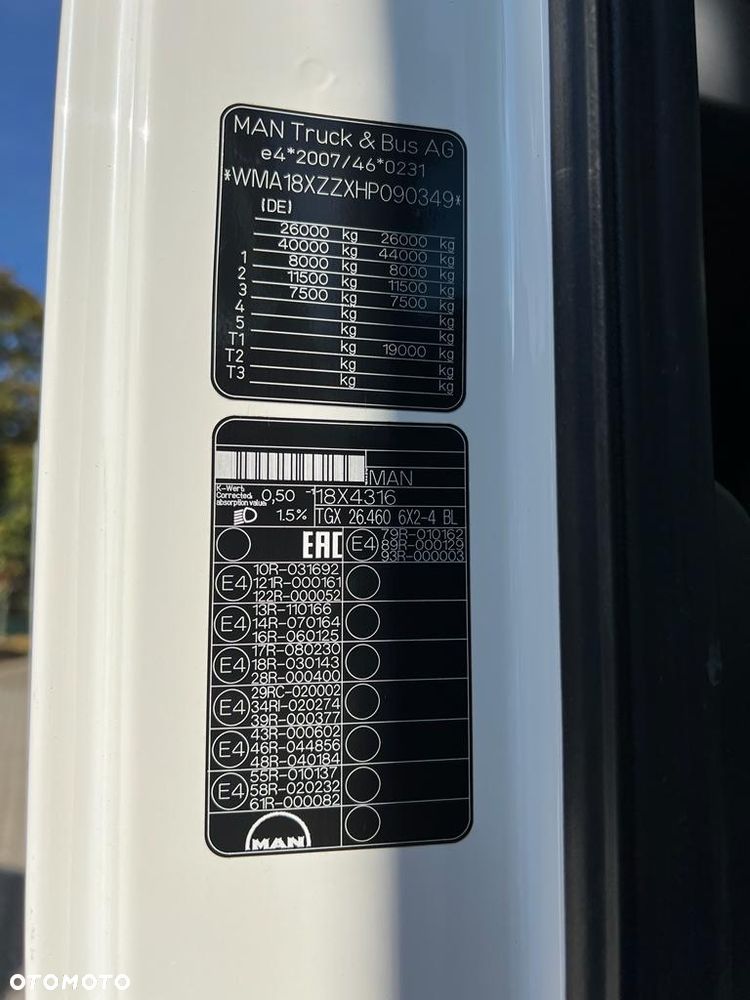 MAN Truck & Bus AG
e4*2007/46*0231
*WMA18XZZXHP090349*
(DE)
26000 kg 26000 kg
40000 kg 44000 kg
1 8000 kg 8000 kg
2 11500 kg 11500 kg
3 7500 kg 7500 kg
4 kg kg
5 kg kg
T1 kg 19000 kg
T2 kg kg
T3 kg kg
MAN
K-Wert
Corrected
absorption value
0,50 -1
18X4316
1.5% TGX 26.460 6X2-4 BL
EAC
E4
79R-010162
89R-000129
93R-000003
E4
10R-031692
121R-000161
122R-000052
E4
13R-110166
14R-070164
16R-060125
E4
17R-080230
18R-030143
28R-000400
E4
29RC-020002
34RI-020274
39R-000377
E4
43R-000602
46R-044856
48R-040184
E4
55R-010137
58R-020232
61R-000082
MAN
OTOMOTO